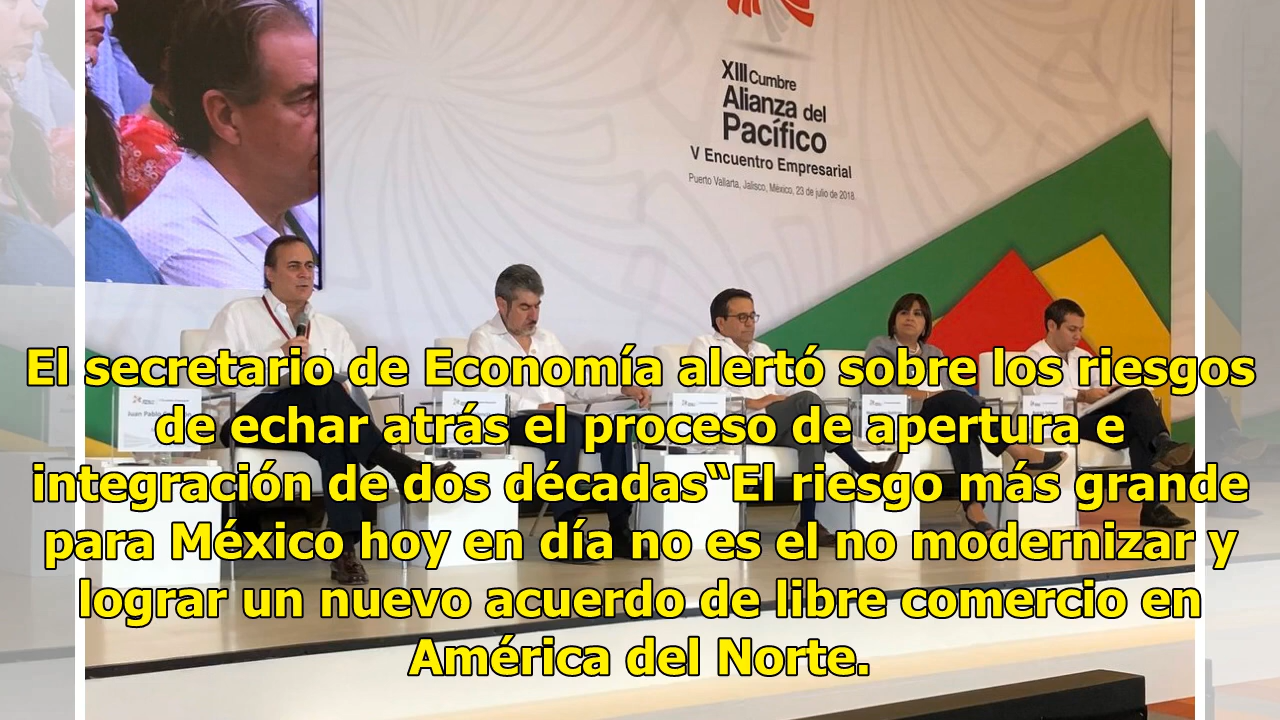 XIII Cumbre
Alianza del
Pacífico
V Encuentro Empresarial
Puerto Vallarta, Jalisco, México, 23 de julio de 2018
Juan Pablo
El secretario de Economía alertó sobre los riesgos
de echar atrás el proceso de apertura e
integración de dos décadas“El riesgo más grande
para México hoy en día no es el no modernizar y
lograr un nuevo acuerdo de libre comercio en
América del Norte.